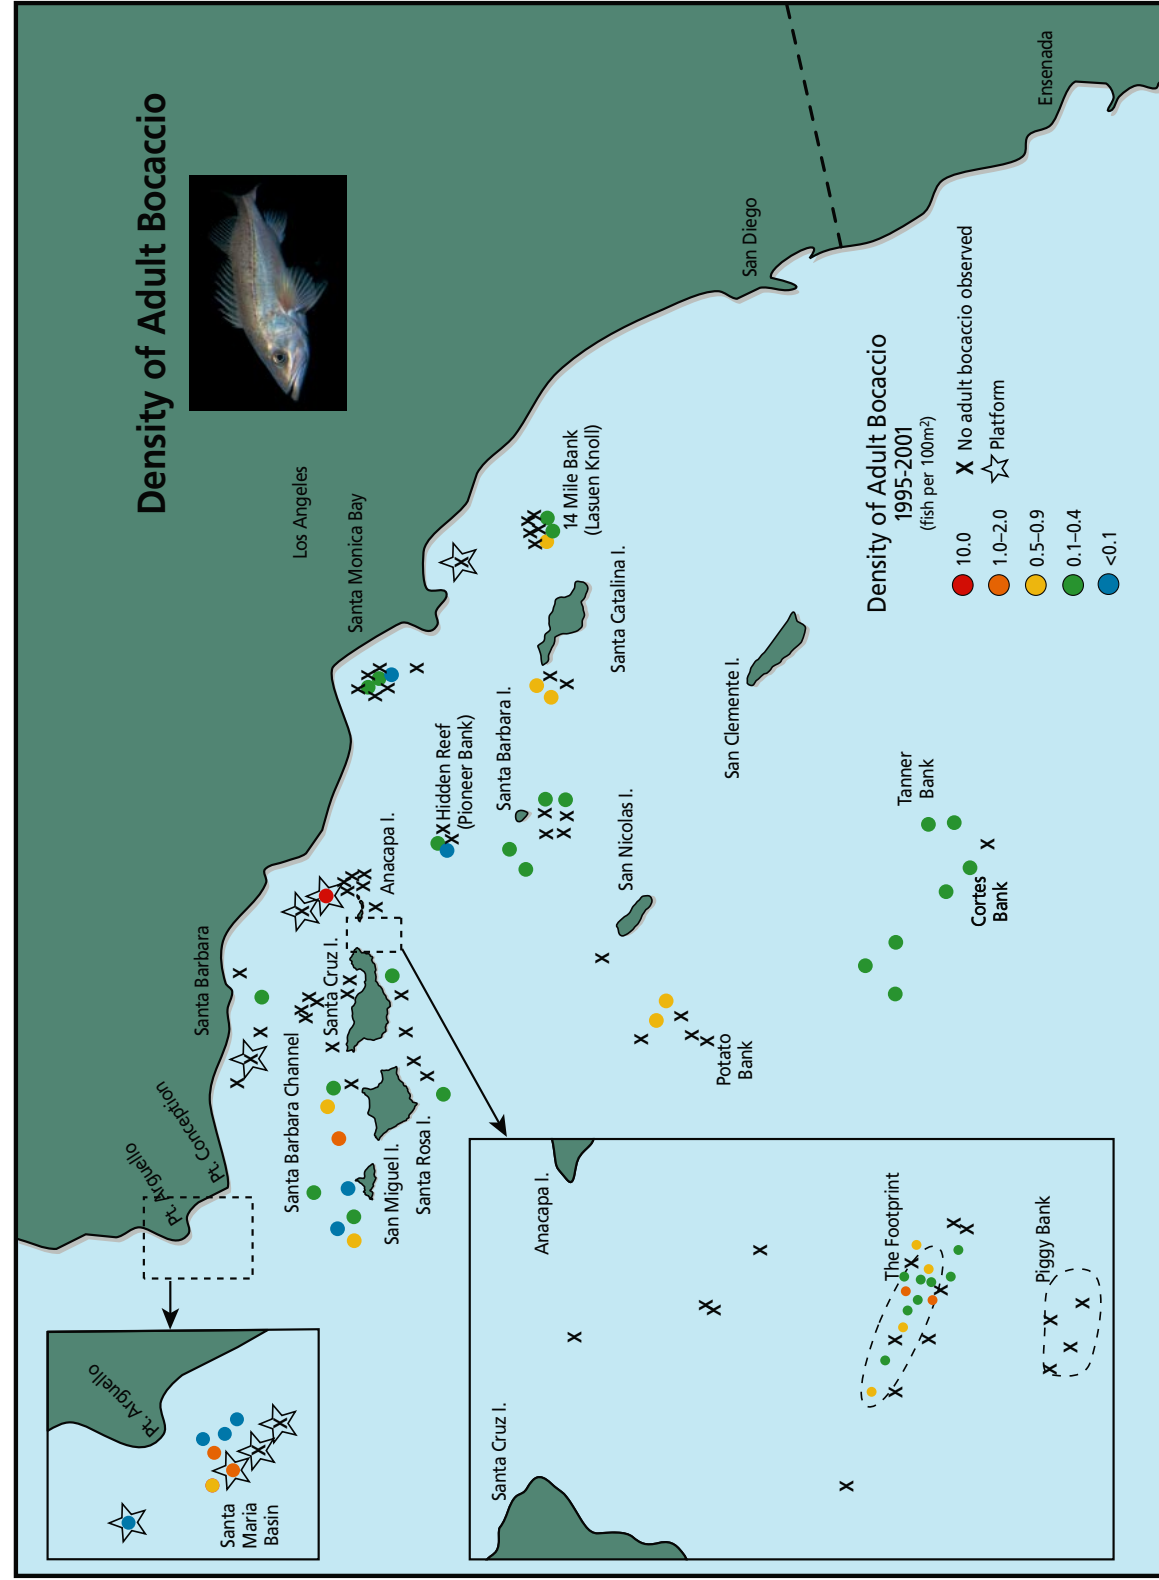 Density of Adult Bocaccio
Los Angeles
Santa Monica Bay
Santa Barbara
Pt. Conception
Pt. Arguello
Santa Barbara Channel
Santa Cruz I.
Anacapa I.
San Miguel I.
Santa Rosa I.
Hidden Reef
(Pioneer Bank)
Santa Barbara I.
14 Mile Bank
(Lasuen Knoll)
Santa Catalina I.
San Nicolas I.
San Clemente I.
Potato
Bank
Tanner
Bank
Cortes
Bank
San Diego
Ensenada
Density of Adult Bocaccio
1995-2001
(fish per 100m²)
10.0
1.0–2.0
0.5–0.9
0.1–0.4
<0.1
X No adult bocaccio observed
Platform
Pt. Arguello
Santa
Maria
Basin
Santa Cruz I.
Anacapa I.
The Footprint
Piggy Bank